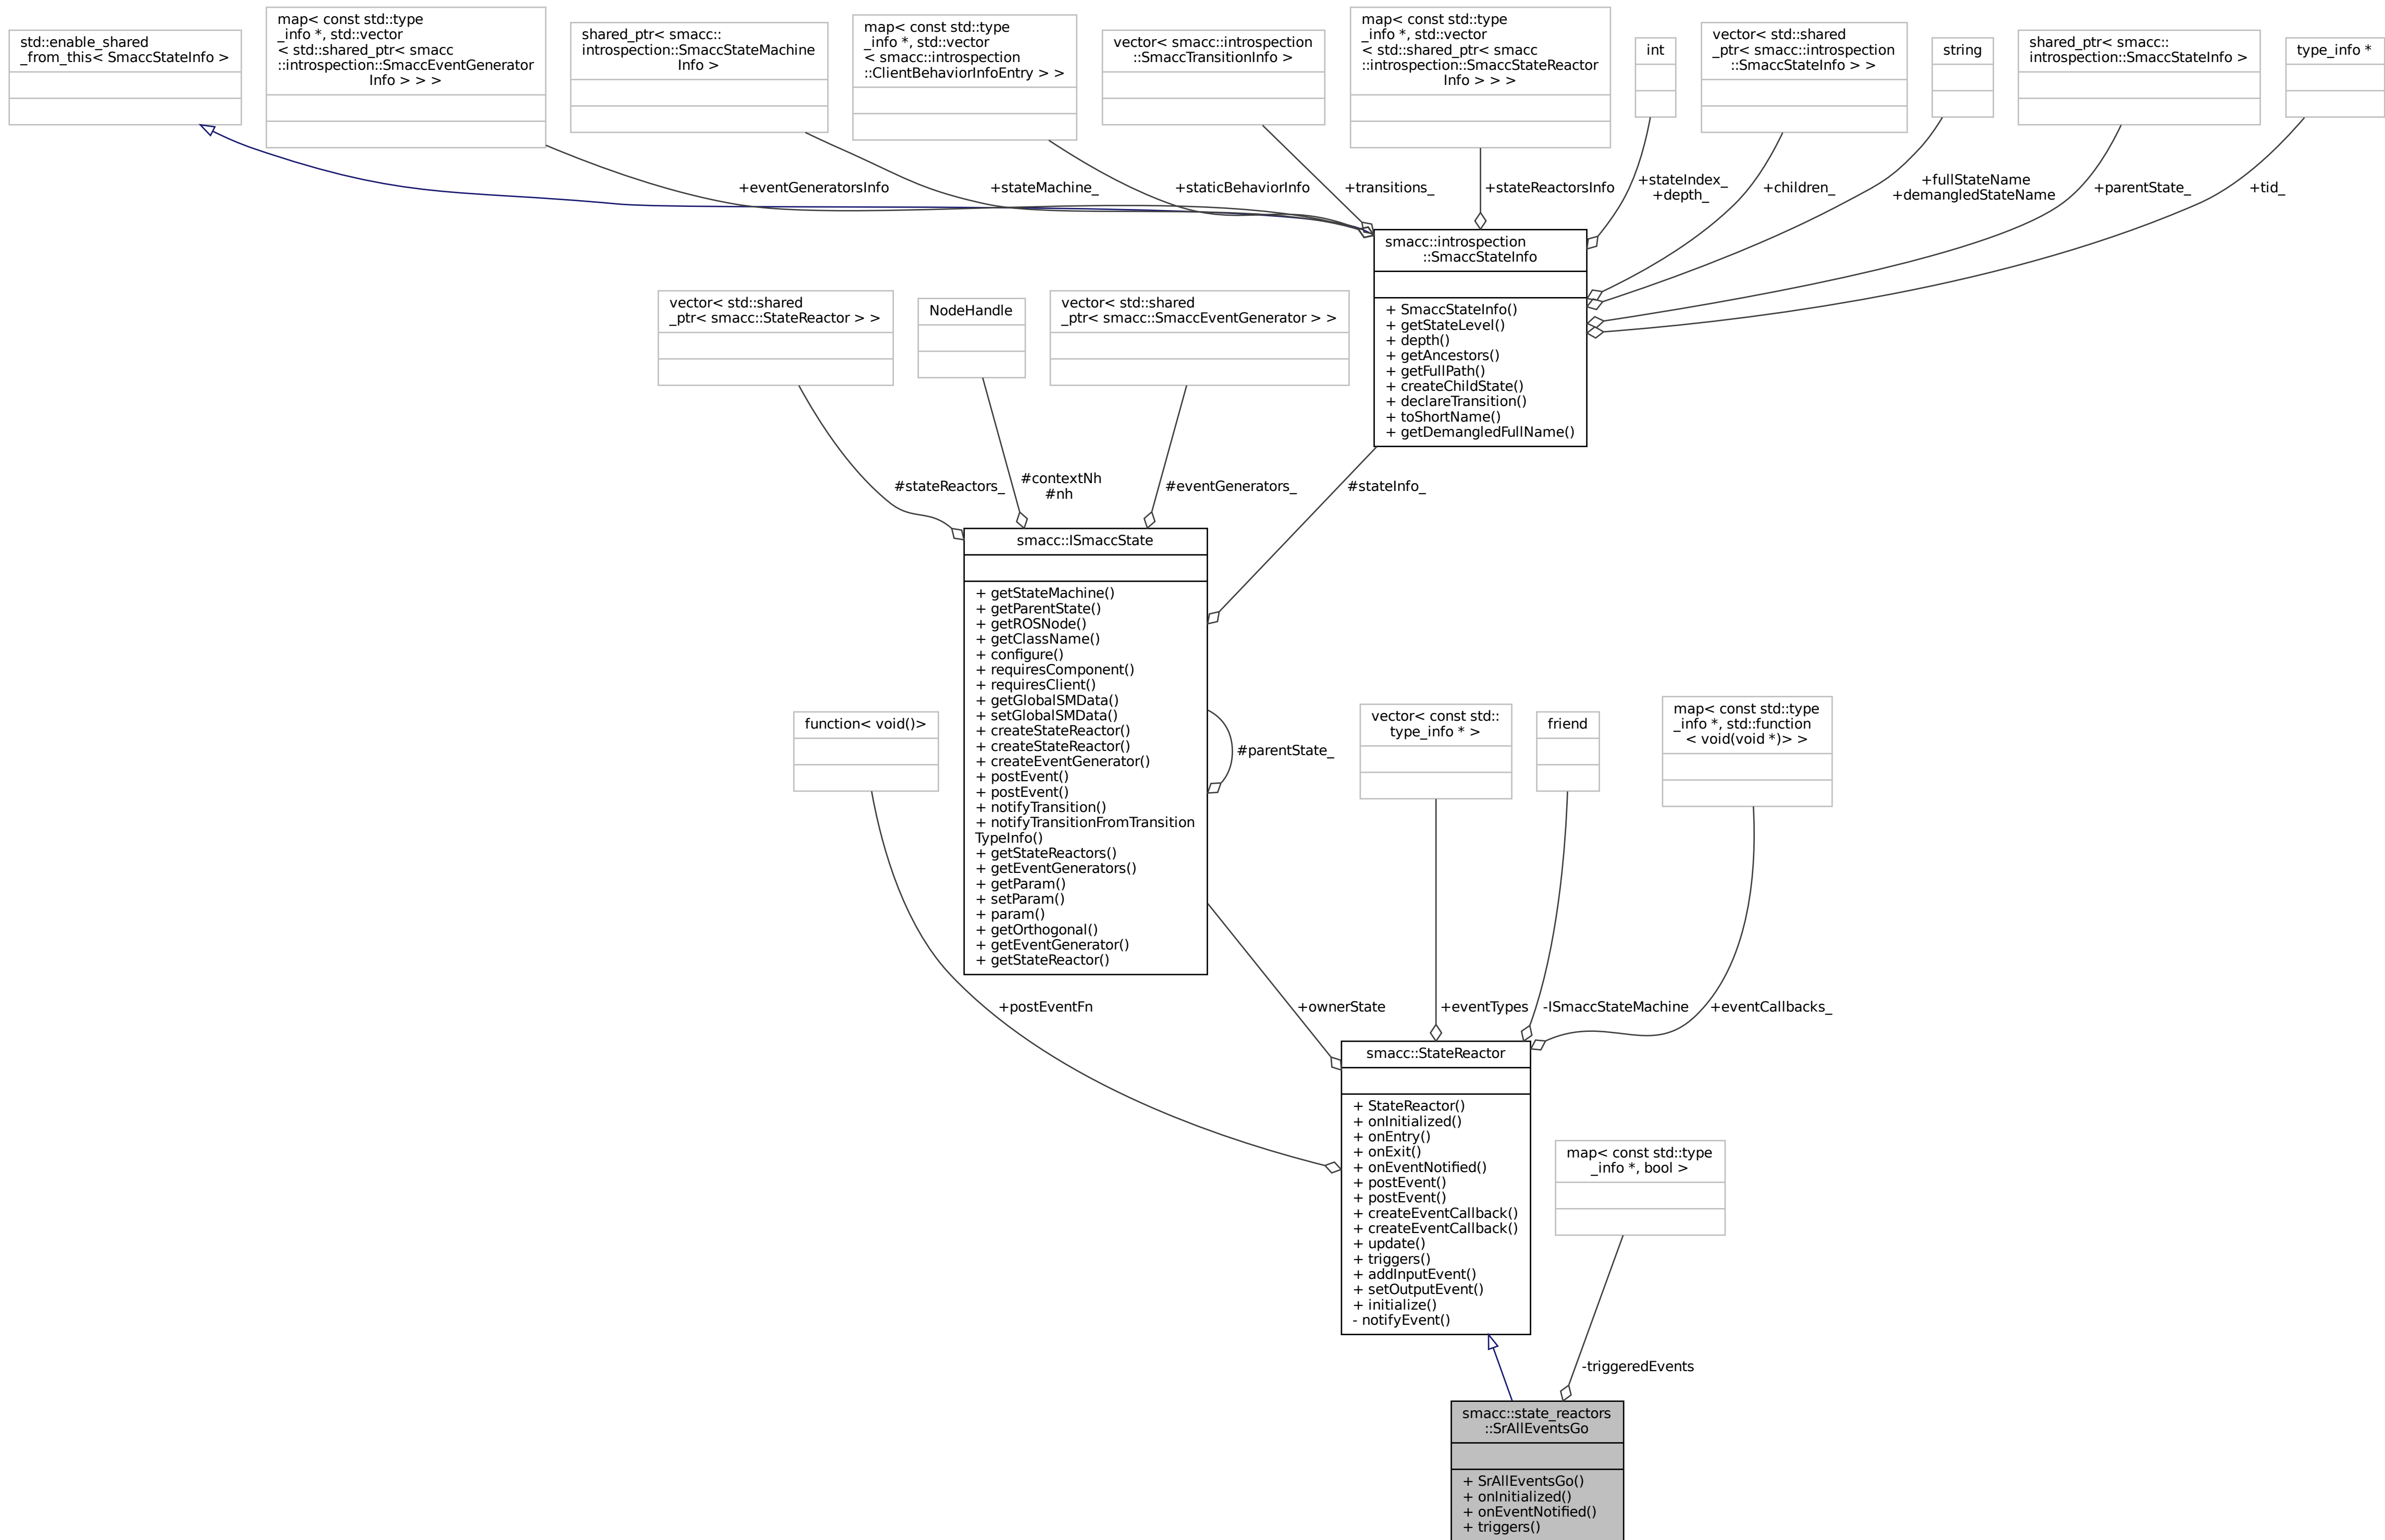 std::enable_shared
_from_this< SmaccStateInfo >
map< const std::type
_info *, std::vector
< std::shared_ptr< smacc
::introspection::SmaccEventGenerator
Info > > >
shared_ptr< smacc::
introspection::SmaccStateMachine
Info >
map< const std::type
_info *, std::vector
< smacc::introspection
::ClientBehaviorInfoEntry > >
vector< smacc::introspection
::SmaccTransitionInfo >
map< const std::type
_info *, std::vector
< std::shared_ptr< smacc
::introspection::SmaccStateReactor
Info > > >
int
vector< std::shared
_ptr< smacc::introspection
::SmaccStateInfo > >
string
shared_ptr< smacc::
introspection::SmaccStateInfo >
type_info *
+eventGeneratorsInfo
+stateMachine_
+staticBehaviorInfo
+transitions_
+stateReactorsInfo
+stateIndex_
+depth_
+children_
+fullStateName
+demangledStateName
+parentState_
+tid_
smacc::introspection
::SmaccStateInfo
+ SmaccStateInfo()
+ getStateLevel()
+ depth()
+ getAncestors()
+ getFullPath()
+ createChildState()
+ declareTransition()
+ toShortName()
+ getDemangledFullName()
vector< std::shared
_ptr< smacc::StateReactor > >
NodeHandle
vector< std::shared
_ptr< smacc::SmaccEventGenerator > >
#stateReactors_
#contextNh
#nh
#eventGenerators_
#stateInfo_
smacc::ISmaccState
+ getStateMachine()
+ getParentState()
+ getROSNode()
+ getClassName()
+ configure()
+ requiresComponent()
+ requiresClient()
+ getGlobalSMData()
+ setGlobalSMData()
+ createStateReactor()
+ createStateReactor()
+ createEventGenerator()
+ postEvent()
+ postEvent()
+ notifyTransition()
+ notifyTransitionFromTransition
TypeInfo()
+ getStateReactors()
+ getEventGenerators()
+ getParam()
+ setParam()
+ param()
+ getOrthogonal()
+ getEventGenerator()
+ getStateReactor()
#parentState_
function< void()>
vector< const std::
type_info * >
friend
map< const std::type
_info *, std::function
< void(void *)> >
+postEventFn
+ownerState
+eventTypes
-ISmaccStateMachine
+eventCallbacks_
smacc::StateReactor
+ StateReactor()
+ onInitialized()
+ onEntry()
+ onExit()
+ onEventNotified()
+ postEvent()
+ postEvent()
+ createEventCallback()
+ createEventCallback()
+ update()
+ triggers()
+ addInputEvent()
+ setOutputEvent()
+ initialize()
- notifyEvent()
map< const std::type
_info *, bool >
-triggeredEvents
smacc::state_reactors
::SrAllEventsGo
+ SrAllEventsGo()
+ onInitialized()
+ onEventNotified()
+ triggers()